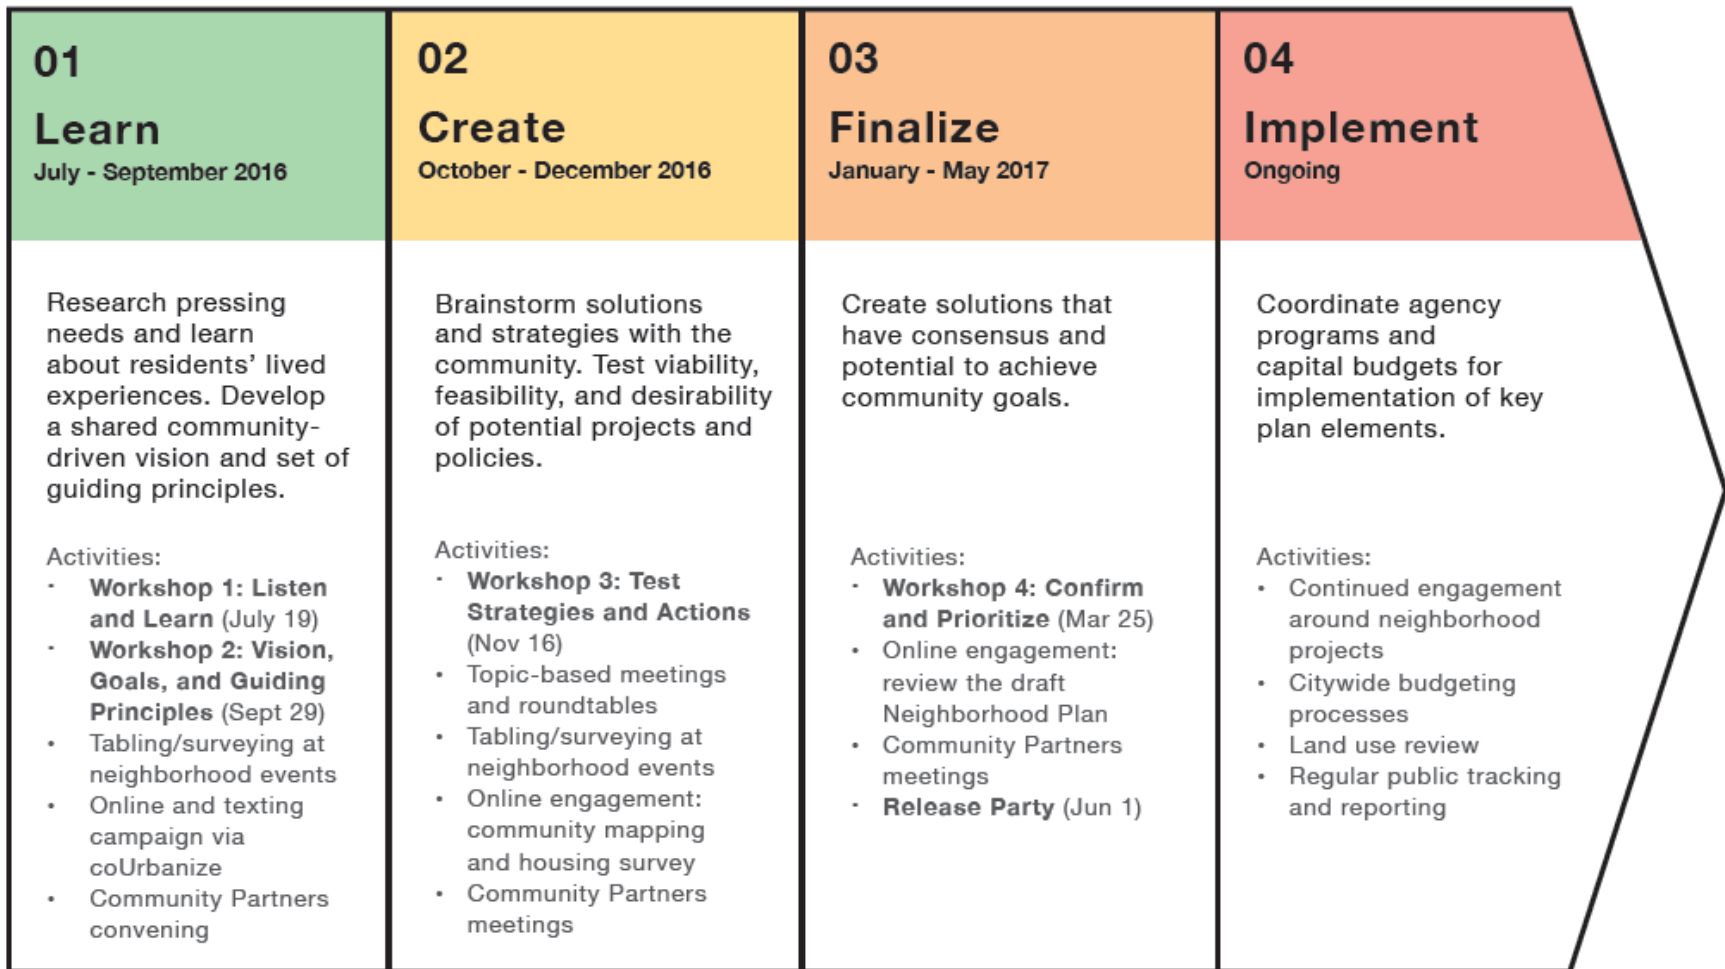 01
Learn
July - September 2016
Research pressing
needs and learn
about residents’ lived
experiences. Develop
a shared community-
driven vision and set of
guiding principles.
Activities:
- Workshop 1: Listen
and Learn (July 19)
- Workshop 2: Vision,
Goals, and Guiding
Principles (Sept 29)
• Tabling/surveying at
neighborhood events
• Online and texting
campaign via
coUrbanize
• Community Partners
convening
02
Create
October - December 2016
Brainstorm solutions
and strategies with the
community. Test viability,
feasibility, and desirability
of potential projects and
policies.
Activities:
- Workshop 3: Test
Strategies and Actions
(Nov 16)
• Topic-based meetings
and roundtables
• Tabling/surveying at
neighborhood events
• Online engagement:
community mapping
and housing survey
• Community Partners
meetings
03
Finalize
January - May 2017
Create solutions that
have consensus and
potential to achieve
community goals.
Activities:
- Workshop 4: Confirm
and Prioritize (Mar 25)
• Online engagement:
review the draft
Neighborhood Plan
• Community Partners
meetings
- Release Party (Jun 1)
04
Implement
Ongoing
Coordinate agency
programs and
capital budgets for
implementation of key
plan elements.
Activities:
• Continued engagement
around neighborhood
projects
• Citywide budgeting
processes
• Land use review
• Regular public tracking
and reporting